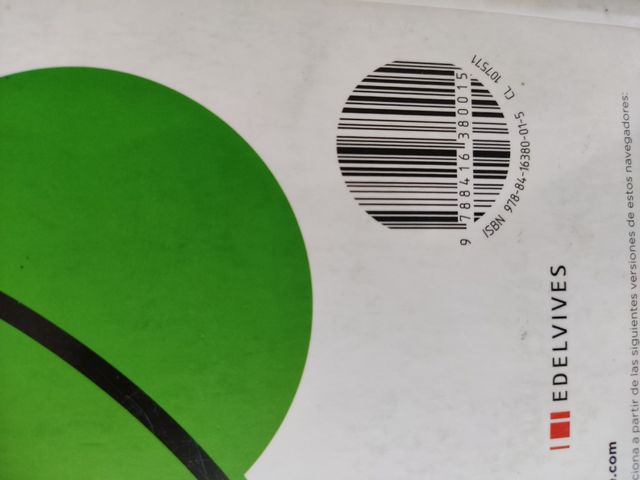 CL 107571
9 788416 380015
ISBN 978-84-16380-01-5
EDELVIVES
.com
ciona a partir de las siguientes versiones de estos navegadores: